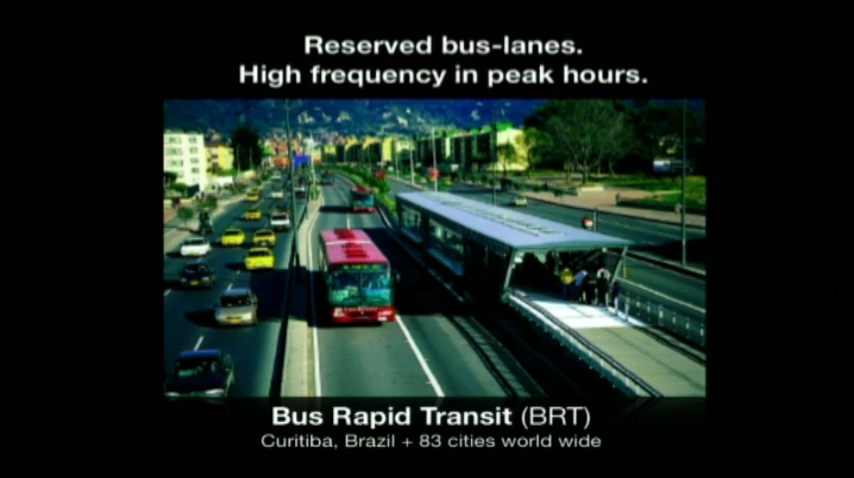 Reserved bus-lanes.
High frequency in peak hours.
Bus Rapid Transit (BRT)
Curitiba, Brazil + 83 cities world wide